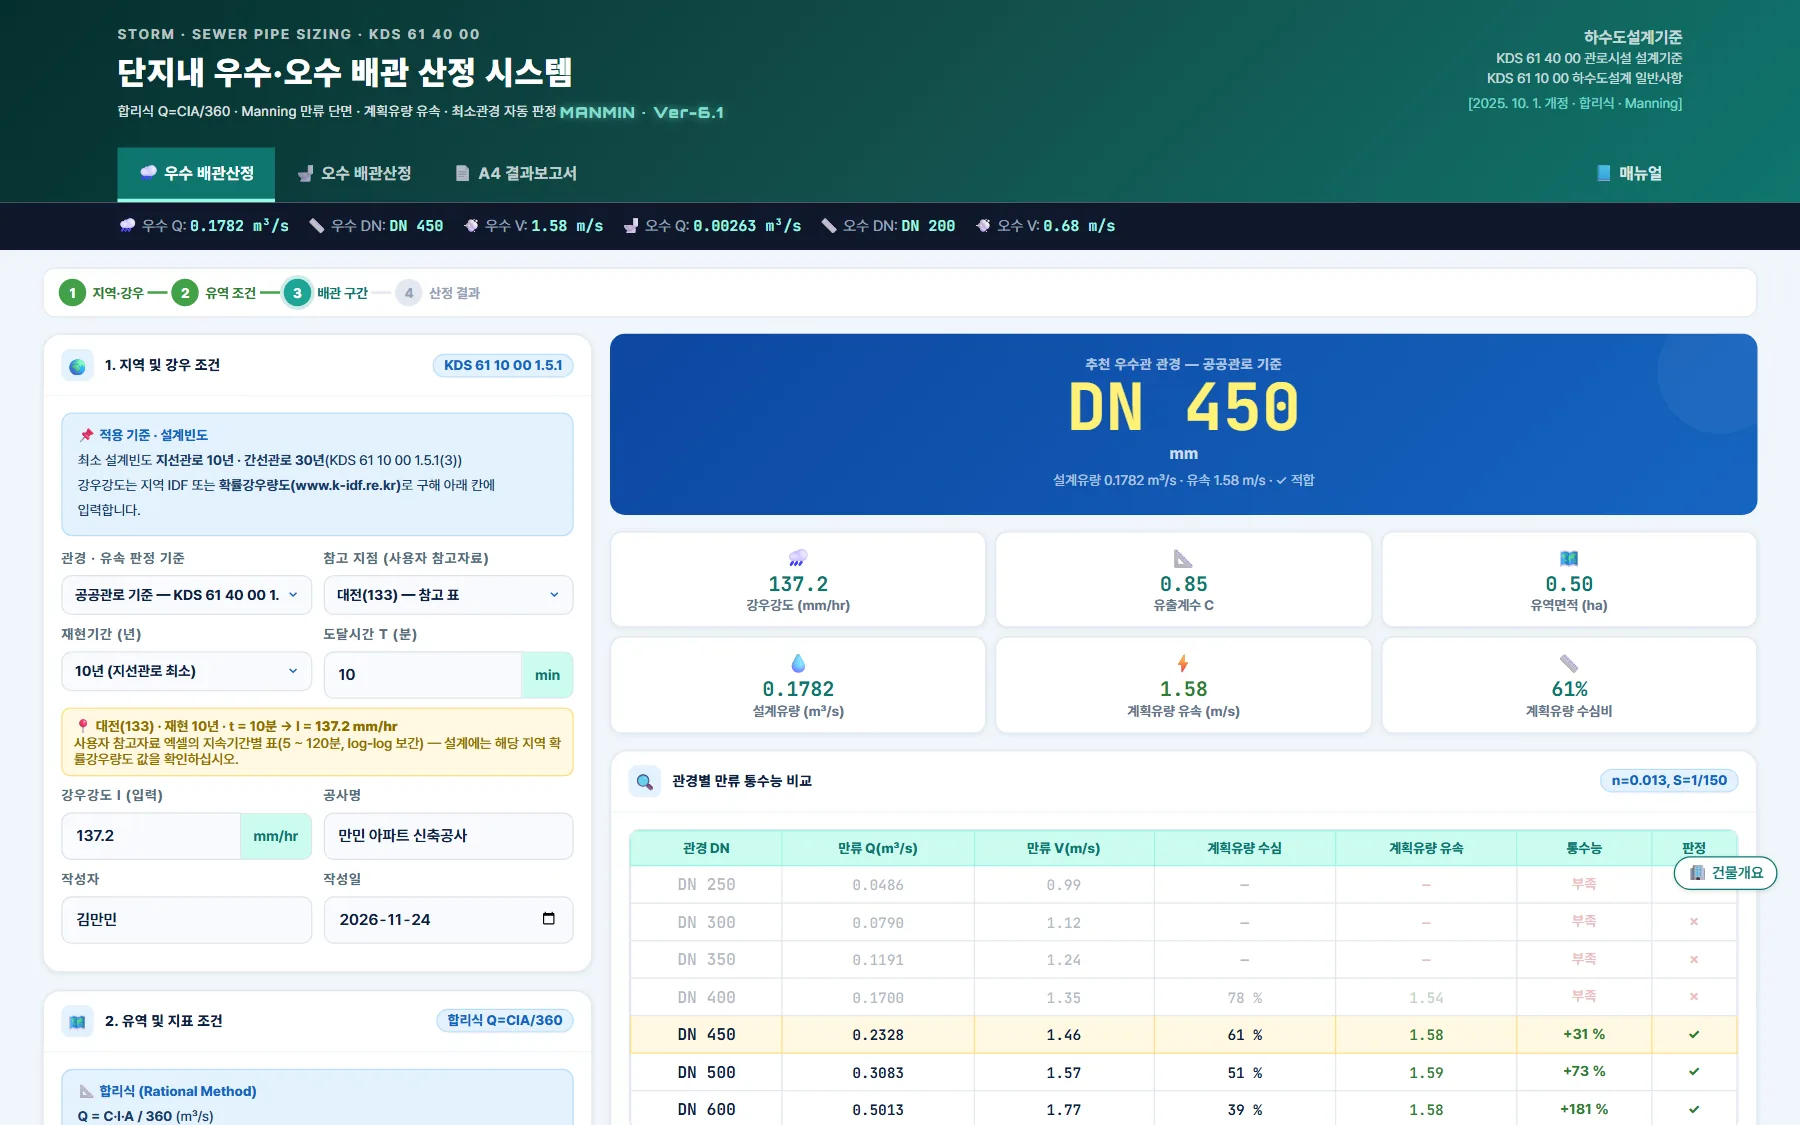 STORM · SEWER PIPE SIZING · KDS 61 40 00
단지내 우수·오수 배관 산정 시스템
합리식 Q=CIA/360 · Manning 만류 단면 · 계획유량 유속 · 최소관경 자동 판정 MANMIN · Ver-6.1
하수도설계기준
KDS 61 40 00 관로시설 설계기준
KDS 61 10 00 하수도설계 일반사항
[2025. 10. 1. 개정 · 합리식 · Manning]
우수 배관산정
오수 배관산정
A4 결과보고서
매뉴얼
우수 Q: 0.1782 m³/s
우수 DN: DN 450
우수 V: 1.58 m/s
오수 Q: 0.00263 m³/s
오수 DN: DN 200
오수 V: 0.68 m/s
1 지역·강우
2 유역 조건
3 배관 구간
4 산정 결과
1. 지역 및 강우 조건
KDS 61 10 00 1.5.1
적용 기준 · 설계빈도
최소 설계빈도 지선관로 10년 · 간선관로 30년(KDS 61 10 00 1.5.1(3))
강우강도는 지역 IDF 또는 확률강우량도(www.k-idf.re.kr)로 구해 아래 칸에
입력합니다.
관경 · 유속 판정 기준
참고 지점 (사용자 참고자료)
공공관로 기준 — KDS 61 40 00 1.
대전(133) — 참고 표
재현기간 (년)
도달시간 T (분)
10년 (지선관로 최소)
10 min
대전(133) · 재현 10년 · t = 10분 → I = 137.2 mm/hr
사용자 참고자료 엑셀의 지속기간별 표(5 ~ 120분, log-log 보간) — 설계에는 해당 지역 확
률강우량도 값을 확인하십시오.
강우강도 I (입력)
공사명
137.2 mm/hr
만민 아파트 신축공사
작성자
작성일
김만민
2026-11-24
2. 유역 및 지표 조건
합리식 Q=CIA/360
합리식 (Rational Method)
Q = C·I·A / 360 (m³/s)
추천 우수관 관경 — 공공관로 기준
DN 450
mm
설계유량 0.1782 m³/s · 유속 1.58 m/s · ✓ 적합
137.2
강우강도 (mm/hr)
0.85
유출계수 C
0.50
유역면적 (ha)
0.1782
설계유량 (m³/s)
1.58
계획유량 유속 (m/s)
61%
계획유량 수심비
관경별 만류 통수능 비교
n=0.013, S=1/150
관경 DN 만류 Q(m³/s) 만류 V(m/s) 계획유량 수심 계획유량 유속 통수능 판정
DN 250 0.0486 0.99 — — 부족
건물개요
DN 300 0.0790 1.12 — — 부족 ×
DN 350 0.1191 1.24 — — 부족 ×
DN 400 0.1700 1.35 78 % 1.54 부족 ×
DN 450 0.2328 1.46 61 % 1.58 +31 % ✓
DN 500 0.3083 1.57 51 % 1.59 +73 % ✓
DN 600 0.5013 1.77 39 % 1.58 +181 % ✓